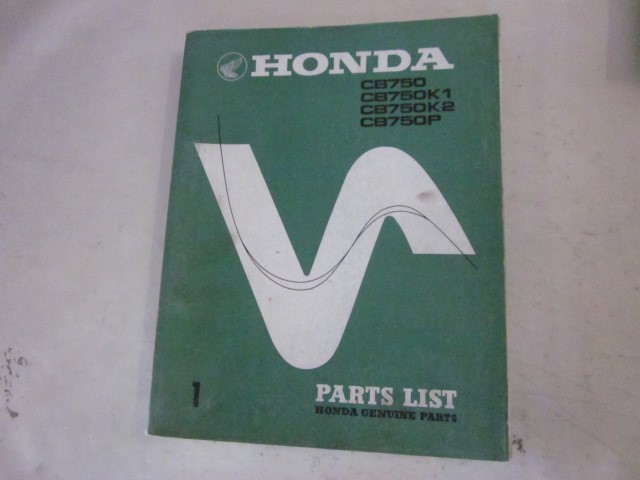 HONDA
CB750
CB750K1
CB750K2
CB750P
1
PARTS LIST
HONDA GENUINE PARTS